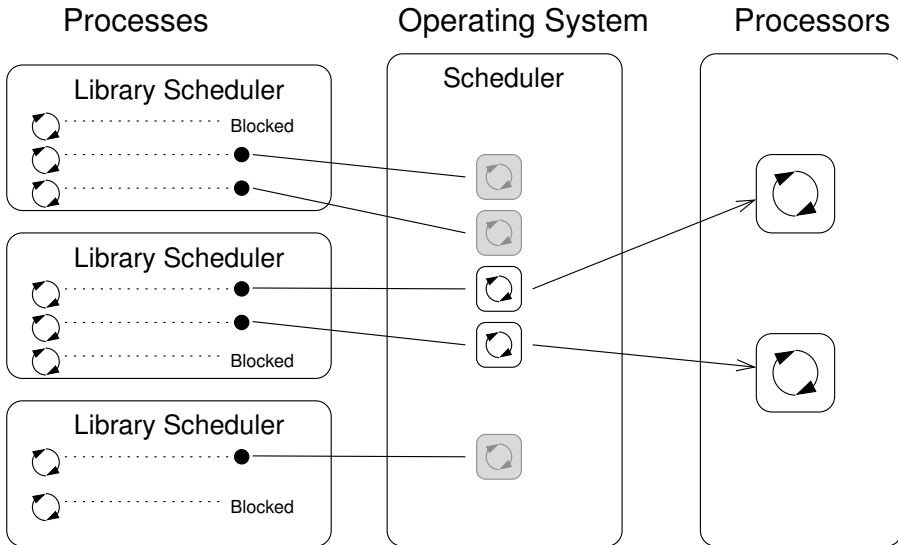 Processes
Operating System
Processors
Library Scheduler
Blocked
Library Scheduler
Blocked
Library Scheduler
Blocked
Scheduler